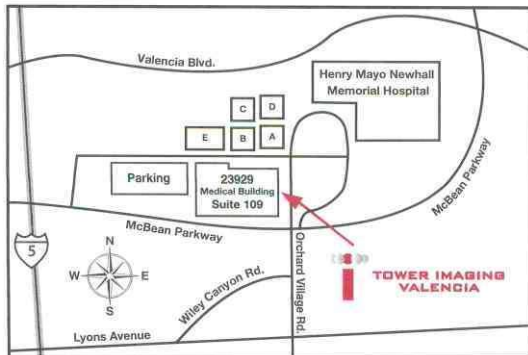 Valencia Blvd.
Henry Mayo Newhall
Memorial Hospital
C
D
E
B
A
Parking
23929
Medical Building
Suite 109
McBean Parkway
McBean Parkway
5
N
W
E
S
Wiley Canyon Rd.
Orchard Village Rd.
TOWER IMAGING
VALENCIA
Lyons Avenue